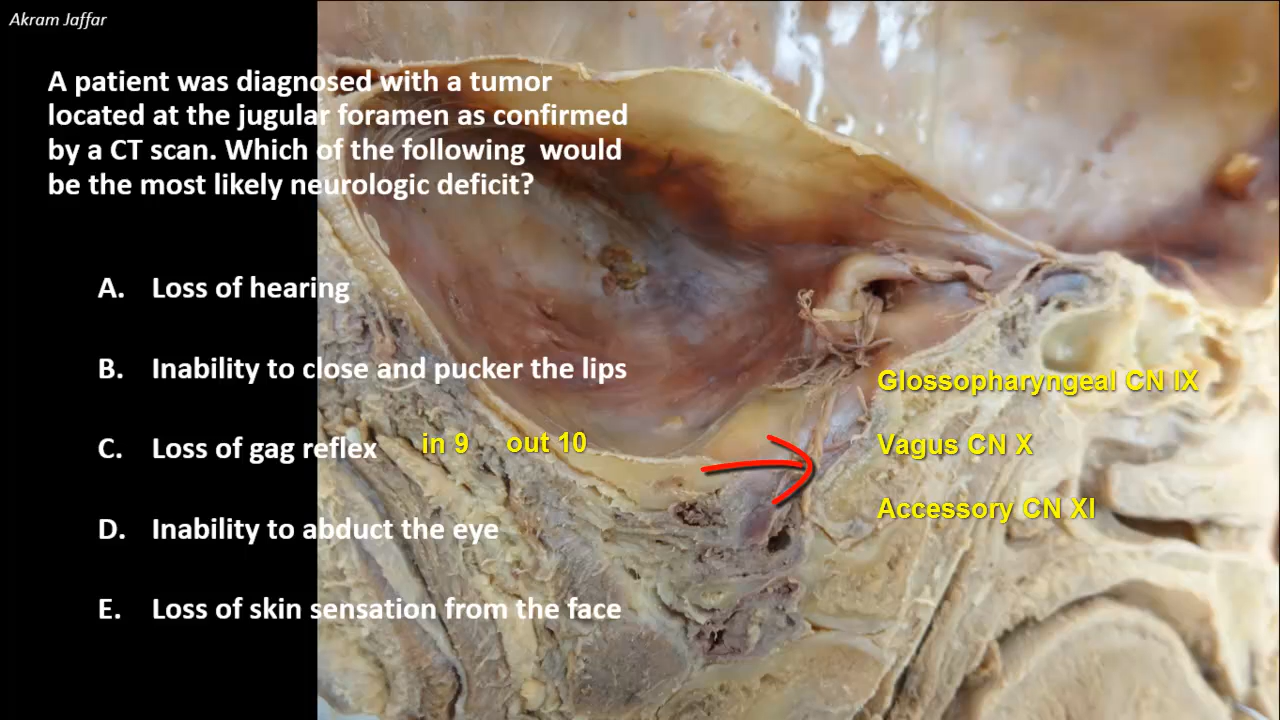 Akram Jaffar
A patient was diagnosed with a tumor
located at the jugular foramen as confirmed
by a CT scan. Which of the following would
be the most likely neurologic deficit?
A. Loss of hearing
B. Inability to close and pucker the lips
C. Loss of gag reflex in 9 out 10
D. Inability to abduct the eye
E. Loss of skin sensation from the face
Glossopharyngeal CN IX
Vagus CN X
Accessory CN XI